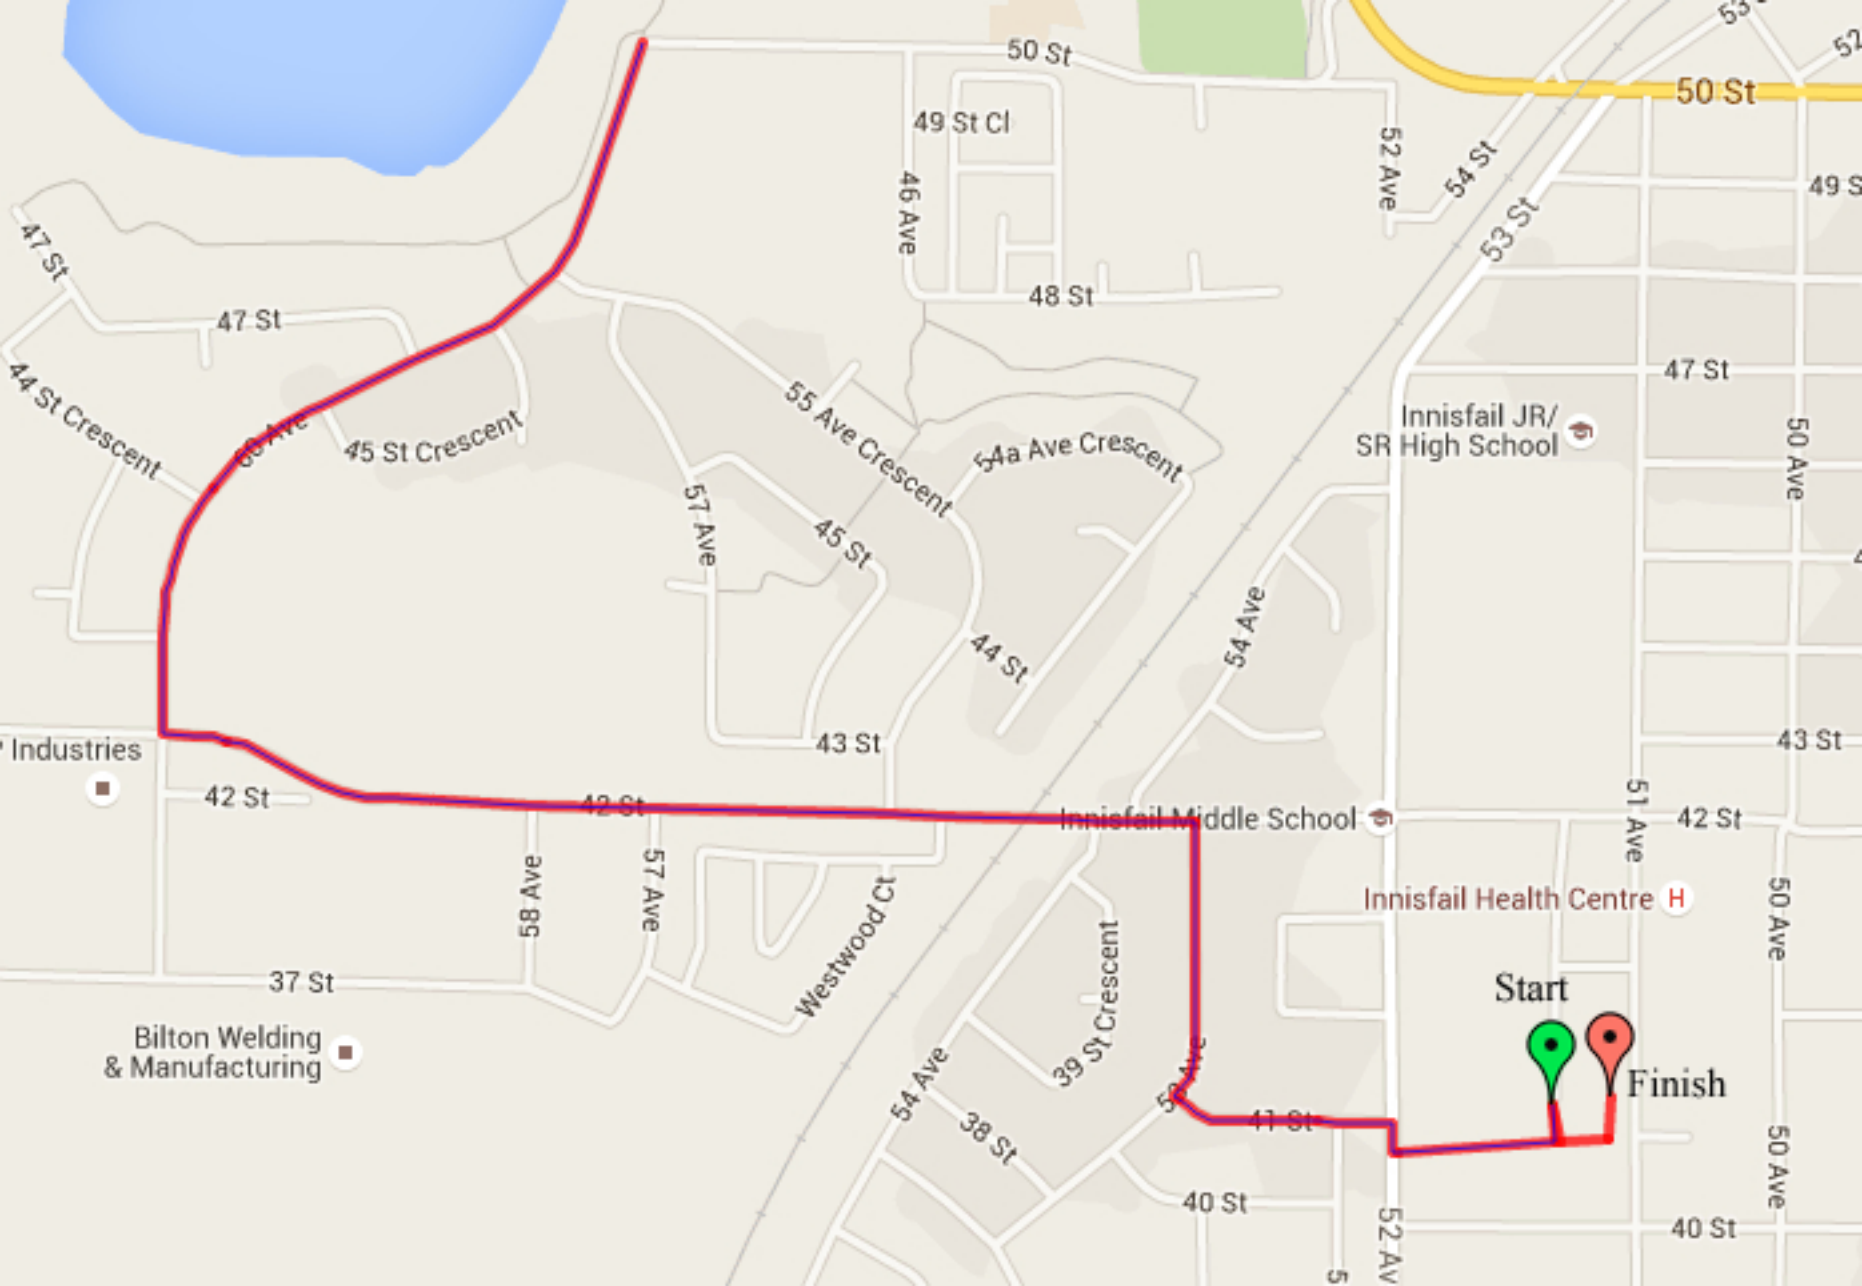 53
52
50 St
50 St
49 St Cl
52 Ave
54 St
49 S
46 Ave
53 St
47 St
48 St
47 St
47 St
44 St Crescent
55 Ave Crescent
Innisfail JR/
SR High School
45 St Crescent
54a Ave Crescent
50 Ave
57 Ave
45 St
54 Ave
44 St
43 St
43 St
Industries
42 St
42 St
Innisfail Middle School
42 St
51 Ave
58 Ave
57 Ave
Westwood Ct
Innisfail Health Centre
H
50 Ave
37 St
39 St Crescent
Start
Bilton Welding
& Manufacturing
Finish
54 Ave
38 St
41 St
50 Ave
40 St
52 Av
40 St
5